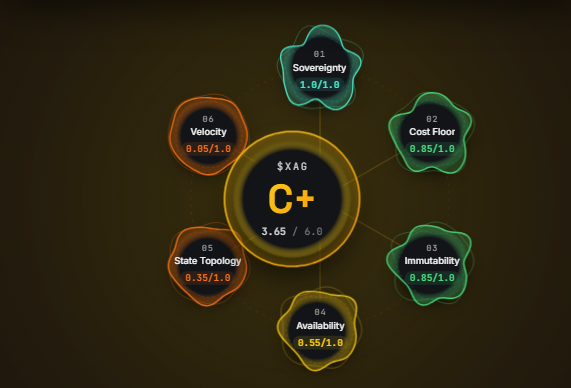 01
Sovereignty
1.0/1.0
06
Velocity
0.05/1.0
02
Cost Floor
0.85/1.0
$XAG
C+
3.65 / 6.0
05
State Topology
0.35/1.0
03
Immutability
0.85/1.0
04
Availability
0.55/1.0